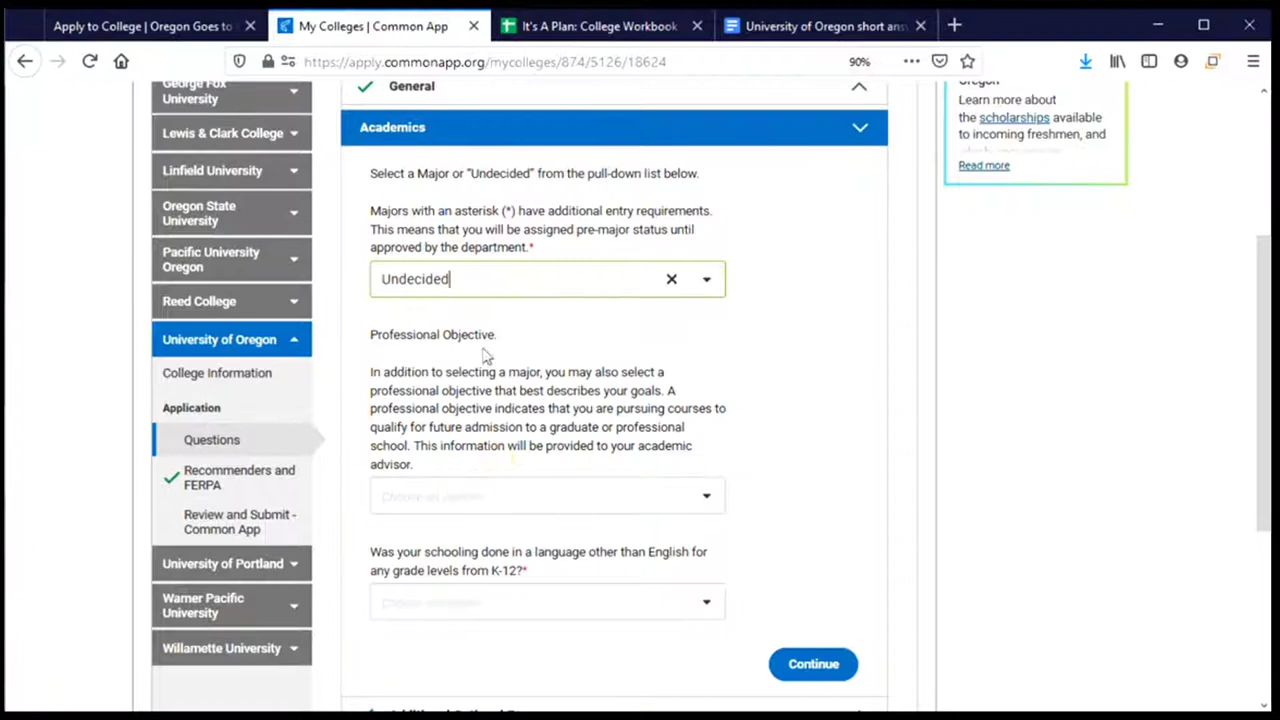 Apply to College | Oregon Goes to
My Colleges | Common App
It's A Plan: College Workbook
University of Oregon short ans
https://apply.commonapp.org/mycolleges/874/5126/18624
90%
George Fox
University
Lewis & Clark College
Linfield University
Oregon State
University
Pacific University
Oregon
Reed College
University of Oregon
College Information
Application
Questions
Recommenders and
FERPA
Review and Submit -
Common App
University of Portland
Warner Pacific
University
Willamette University
General
Academics
Select a Major or "Undecided" from the pull-down list below.
Majors with an asterisk (*) have additional entry requirements.
This means that you will be assigned pre-major status until
approved by the department.*
Undecided
Professional Objective.
In addition to selecting a major, you may also select a
professional objective that best describes your goals. A
professional objective indicates that you are pursuing courses to
qualify for future admission to a graduate or professional
school. This information will be provided to your academic
advisor.
Choose an option
Was your schooling done in a language other than English for
any grade levels from K-12?*
Continue
Oregon
Learn more about
the scholarships available
to incoming freshmen, and
Read more